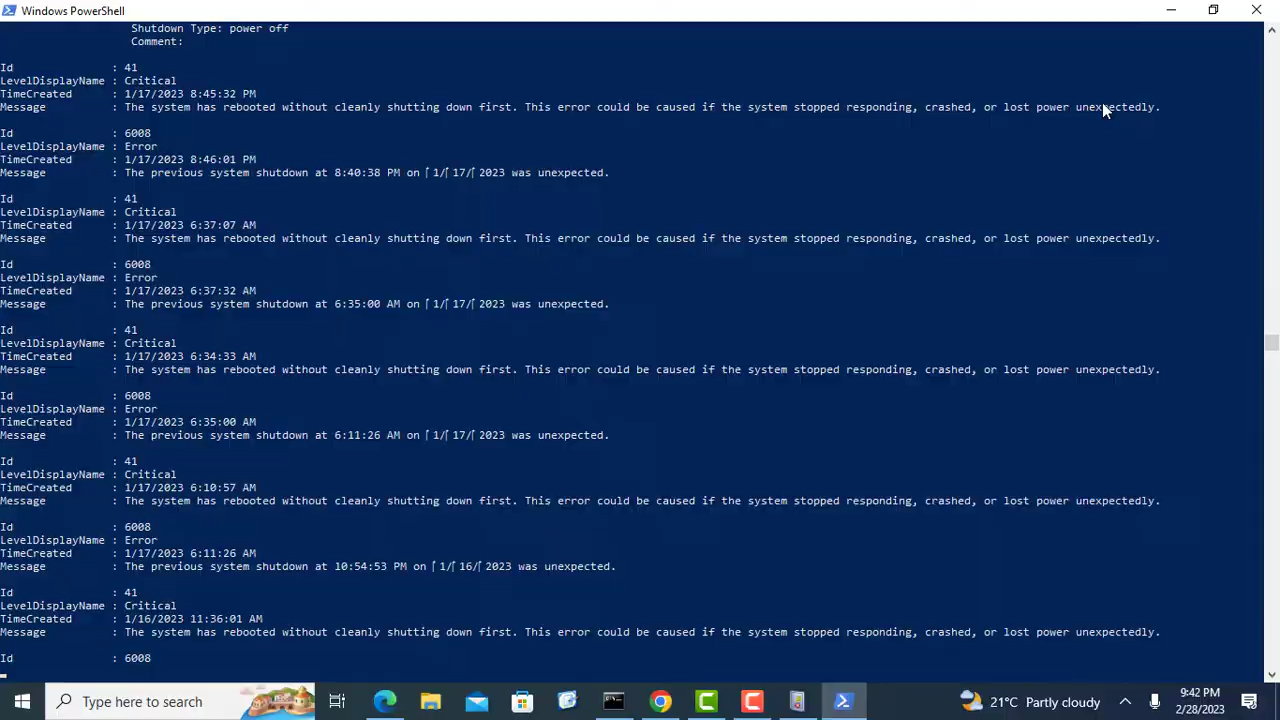 Windows PowerShell
Shutdown Type: power off
Comment:
Id : 41
LevelDisplayName : Critical
TimeCreated : 1/17/2023 8:45:32 PM
Message : The system has rebooted without cleanly shutting down first. This error could be caused if the system stopped responding, crashed, or lost power unexpectedly.
Id : 6008
LevelDisplayName : Error
TimeCreated : 1/17/2023 8:46:01 PM
Message : The previous system shutdown at 8:40:38 PM on ⌈1/⌈17/⌈2023 was unexpected.
Id : 41
LevelDisplayName : Critical
TimeCreated : 1/17/2023 6:37:07 AM
Message : The system has rebooted without cleanly shutting down first. This error could be caused if the system stopped responding, crashed, or lost power unexpectedly.
Id : 6008
LevelDisplayName : Error
TimeCreated : 1/17/2023 6:37:32 AM
Message : The previous system shutdown at 6:35:00 AM on ⌈1/⌈17/⌈2023 was unexpected.
Id : 41
LevelDisplayName : Critical
TimeCreated : 1/17/2023 6:34:33 AM
Message : The system has rebooted without cleanly shutting down first. This error could be caused if the system stopped responding, crashed, or lost power unexpectedly.
Id : 6008
LevelDisplayName : Error
TimeCreated : 1/17/2023 6:35:00 AM
Message : The previous system shutdown at 6:11:26 AM on ⌈1/⌈17/⌈2023 was unexpected.
Id : 41
LevelDisplayName : Critical
TimeCreated : 1/17/2023 6:10:57 AM
Message : The system has rebooted without cleanly shutting down first. This error could be caused if the system stopped responding, crashed, or lost power unexpectedly.
Id : 6008
LevelDisplayName : Error
TimeCreated : 1/17/2023 6:11:26 AM
Message : The previous system shutdown at 10:54:53 PM on ⌈1/⌈16/⌈2023 was unexpected.
Id : 41
LevelDisplayName : Critical
TimeCreated : 1/16/2023 11:36:01 AM
Message : The system has rebooted without cleanly shutting down first. This error could be caused if the system stopped responding, crashed, or lost power unexpectedly.
Id : 6008
Type here to search
21°C Partly cloudy
9:42 PM
2/28/2023